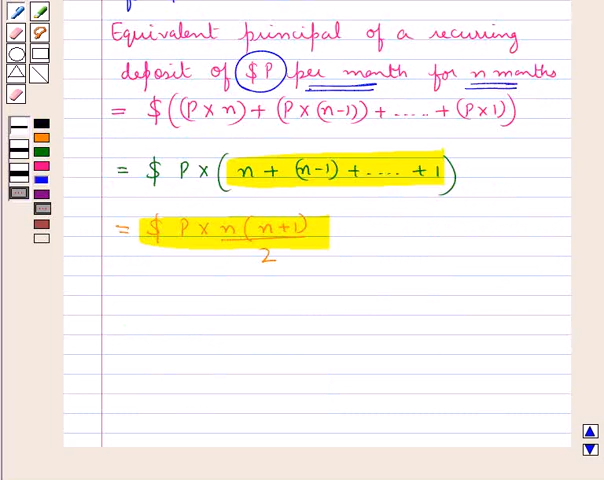 Equivalent principal of a recurring
deposit of $P per month for n months
= $((P×n) + (P×(n-1)) + ..... + (P×1))
= $ P × (n + (n-1) + .... + 1)
= $ P × n(n+1)
2